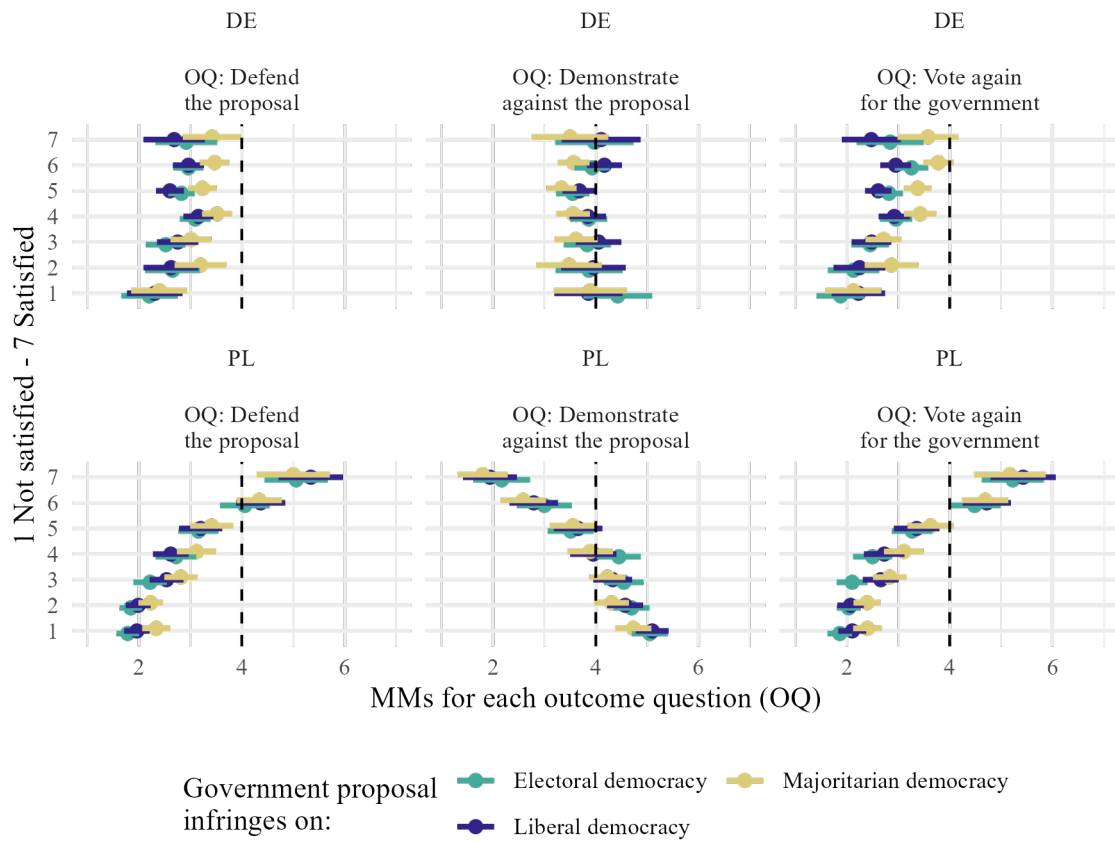 DE
DE
DE
OQ: Defend
the proposal
OQ: Demonstrate
against the proposal
OQ: Vote again
for the government
7
6
5
4
3
2
1
1 Not satisfied - 7 Satisfied
PL
PL
PL
OQ: Defend
the proposal
OQ: Demonstrate
against the proposal
OQ: Vote again
for the government
7
6
5
4
3
2
1
2 4 6
2 4 6
2 4 6
MMs for each outcome question (OQ)
Government proposal
infringes on:
Electoral democracy
Majoritarian democracy
Liberal democracy